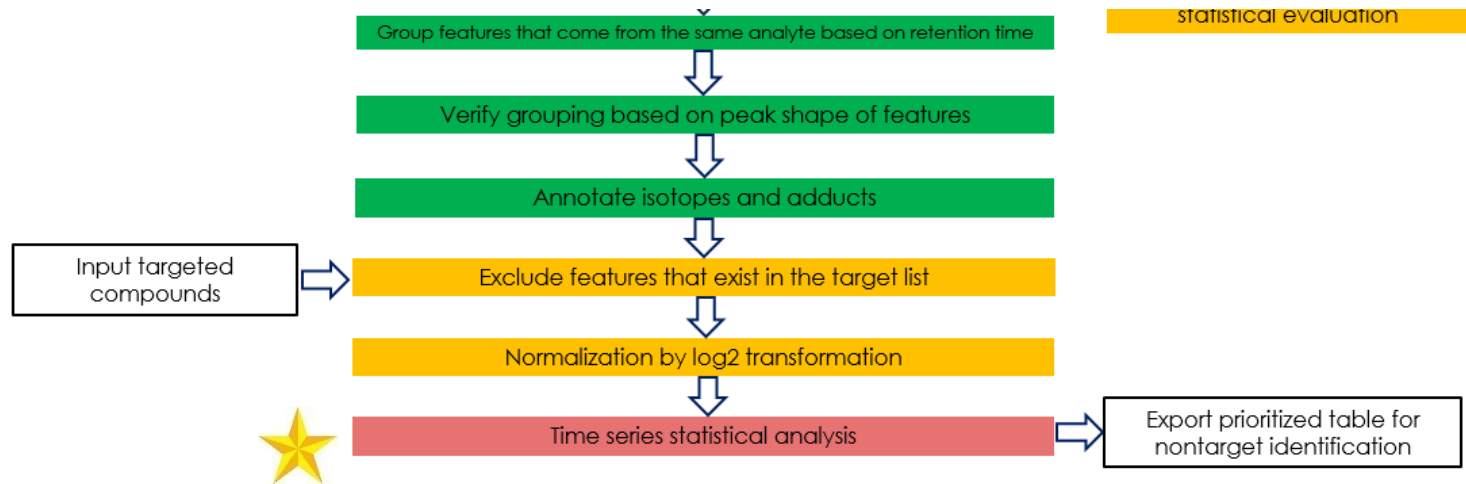 statistical evaluation
Group features that come from the same analyte based on retention time
Verify grouping based on peak shape of features
Annotate isotopes and adducts
Input targeted
compounds
Exclude features that exist in the target list
Normalization by log2 transformation
Time series statistical analysis
Export prioritized table for
nontarget identification